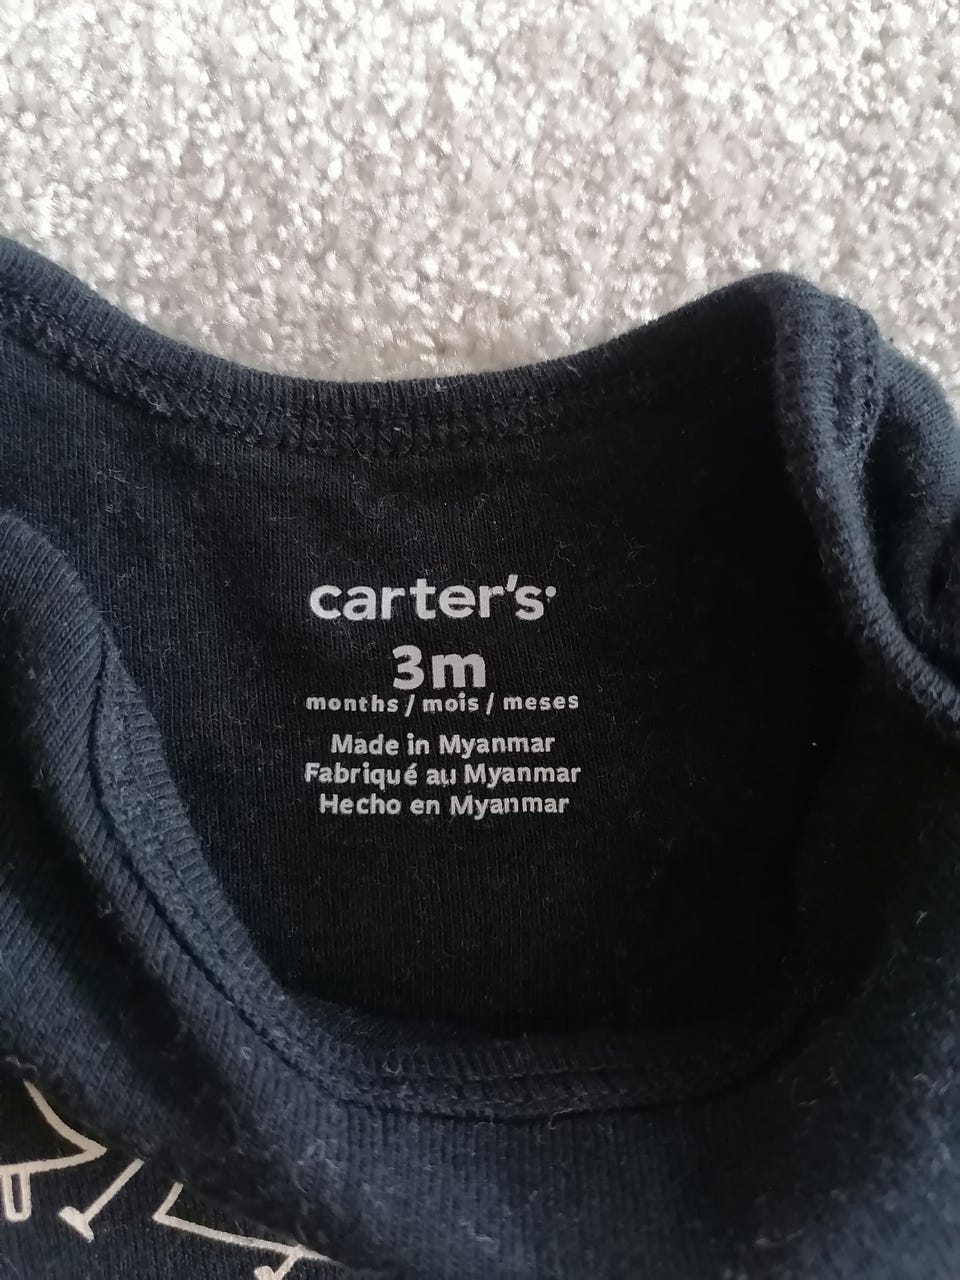 carter's
3m
months / mois / meses
Made in Myanmar
Fabriqué au Myanmar
Hecho en Myanmar